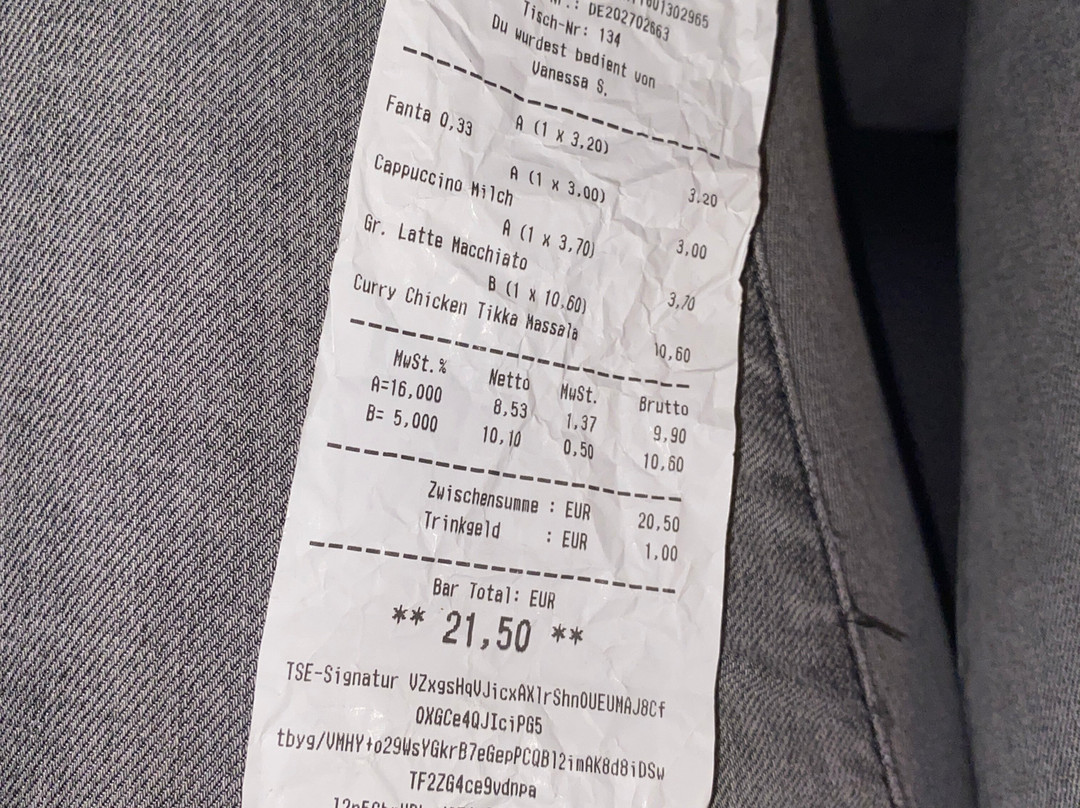 DE202702663
Tisch-Nr: 134
Du wurdest bedient von
Vanessa S.
A (1 x 3,20)
Fanta 0,33 3.20
A (1 x 3.00)
Cappuccino Milch 3,00
A (1 x 3,70)
Gr. Latte Macchiato 3,70
B (1 x 10,60)
Curry Chicken Tikka Massala 10,60
MwSt.% Netto MwSt. Brutto
A=16,000 8,53 1,37 9,90
B= 5,000 10,10 0,50 10,60
Zwischensumme : EUR 20,50
Trinkgeld : EUR 1.00
Bar Total: EUR
** 21,50 **
TSE-Signatur VZxgsHqVJicxAXlrShnOUEUMAJ8Cf
OXGCe4QJIciPG5
tbyg/VMHY+o29WsYGkrB7eGepPCQBl2imAK8d8iDSw
TF2ZG4ce9vdnpa